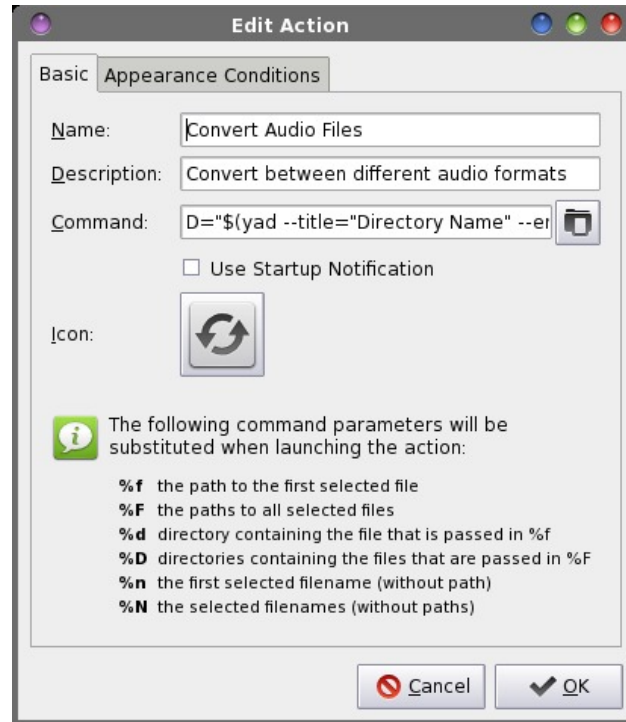 Edit Action
Basic Appearance Conditions
Name: Convert Audio Files
Description: Convert between different audio formats
Command: D="$(yad --title="Directory Name" --er
Use Startup Notification
Icon:
The following command parameters will be
substituted when launching the action:
%f the path to the first selected file
%F the paths to all selected files
%d directory containing the file that is passed in %f
%D directories containing the files that are passed in %F
%n the first selected filename (without path)
%N the selected filenames (without paths)
Cancel OK